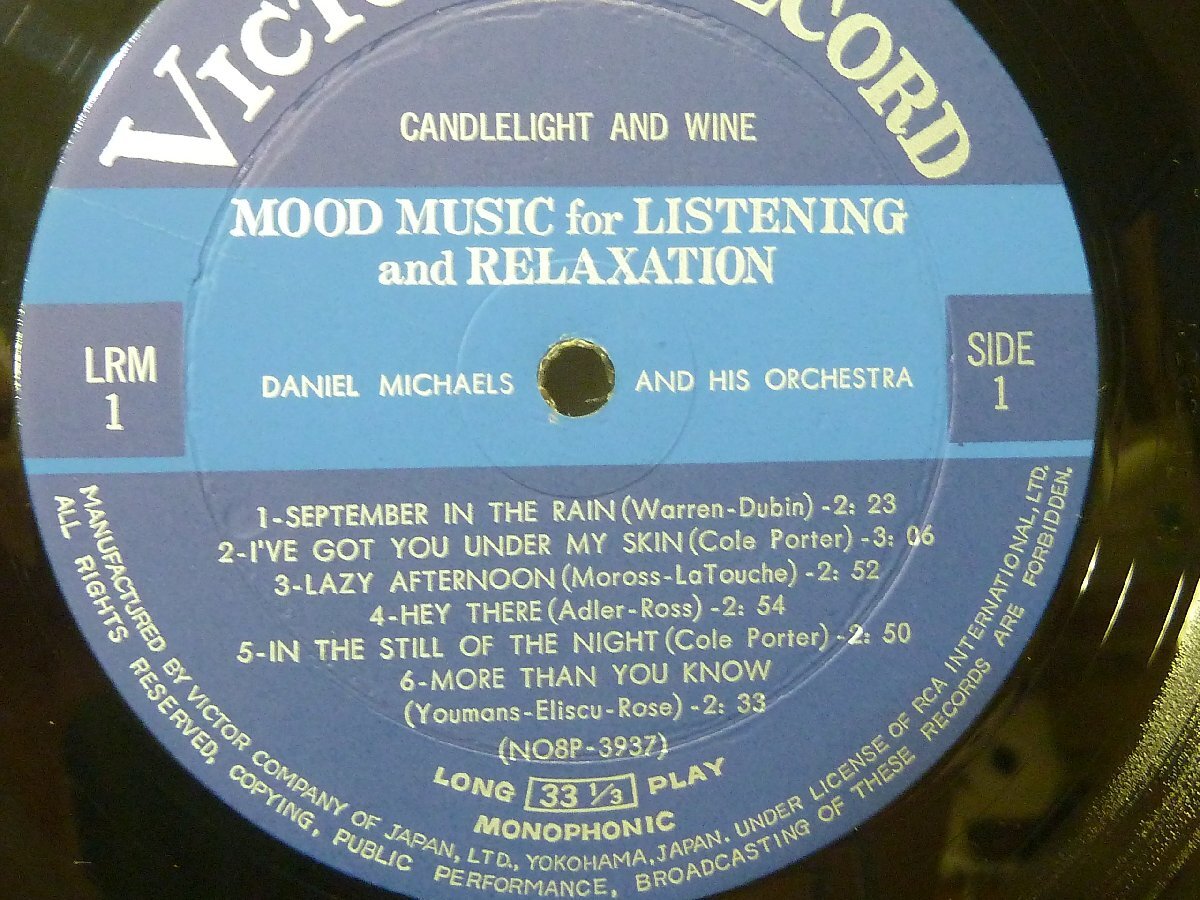 CANDLELIGHT AND WINE
MOOD MUSIC for LISTENING
and RELAXATION
LRM
1
DANIEL MICHAELS AND HIS ORCHESTRA
SIDE
1
1-SEPTEMBER IN THE RAIN (Warren-Dubin) -2: 23
2-I'VE GOT YOU UNDER MY SKIN (Cole Porter) -3: 06
3-LAZY AFTERNOON (Moross-LaTouche) -2: 52
4-HEY THERE (Adler-Ross) -2: 54
5-IN THE STILL OF THE NIGHT (Cole Porter) -2: 50
6-MORE THAN YOU KNOW
(Youmans-Eliscu-Rose) -2: 33
(NO8P-3937)
LONG 33 1/3 PLAY
MONOPHONIC
MANUFACTURED BY VICTOR COMPANY OF JAPAN, LTD., YOKOHAMA, JAPAN. UNDER LICENSE OF RCA INTERNATIONAL, LTD.
ALL RIGHTS RESERVED, COPYING, PUBLIC PERFORMANCE, BROADCASTING OF THESE RECORDS ARE FORBIDDEN.